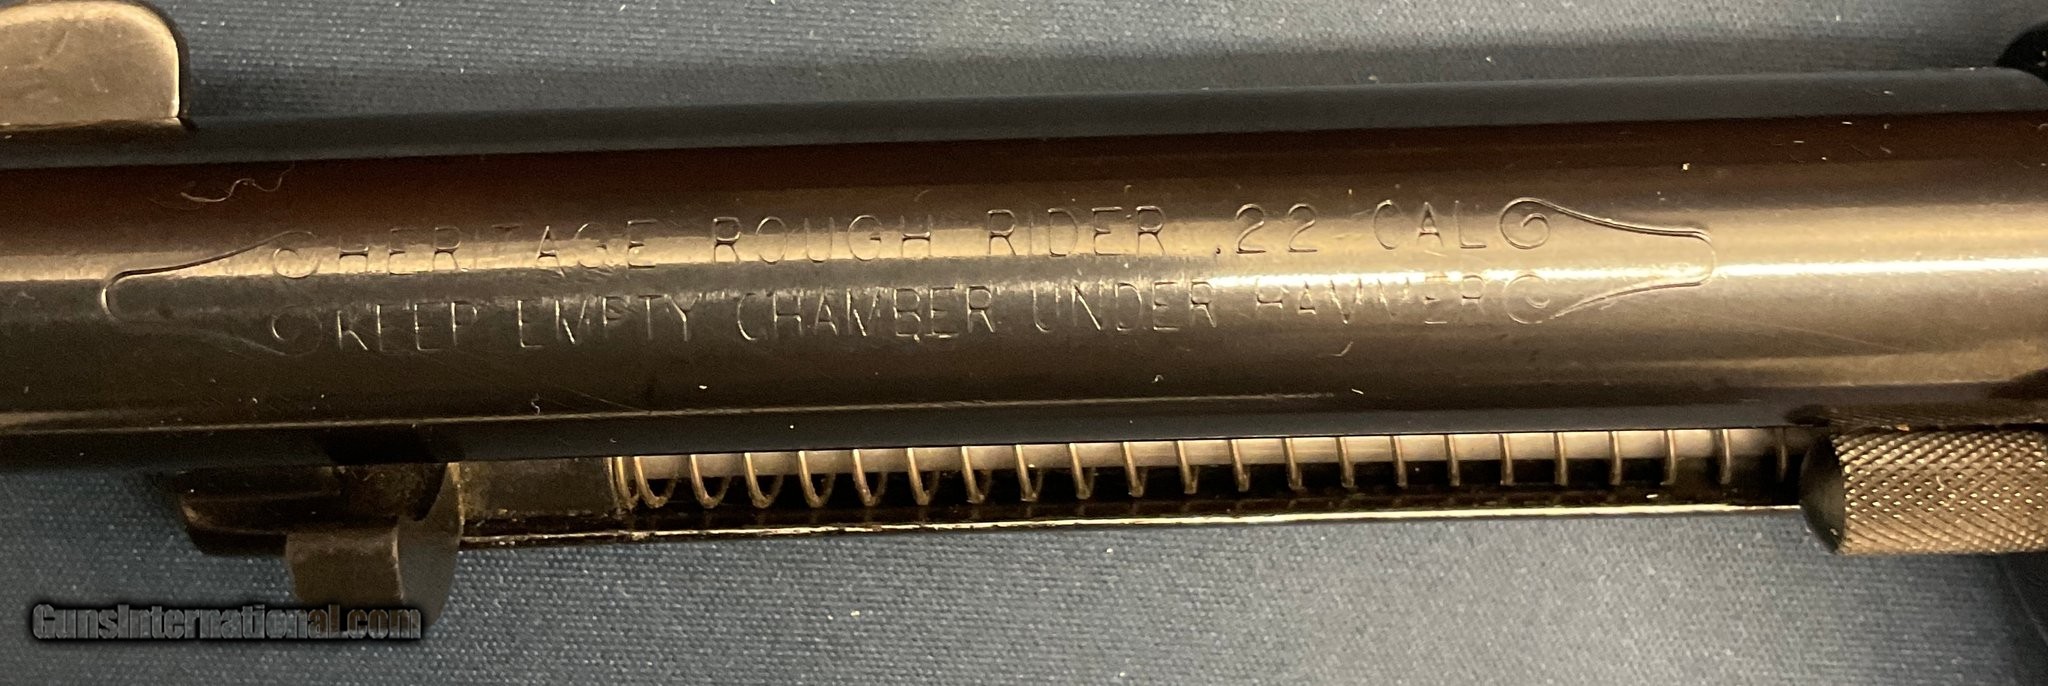 HERITAGE ROUGH RIDER .22 CAL
KEEP EMPTY CHAMBER UNDER HAMMER
GunsInternational.com